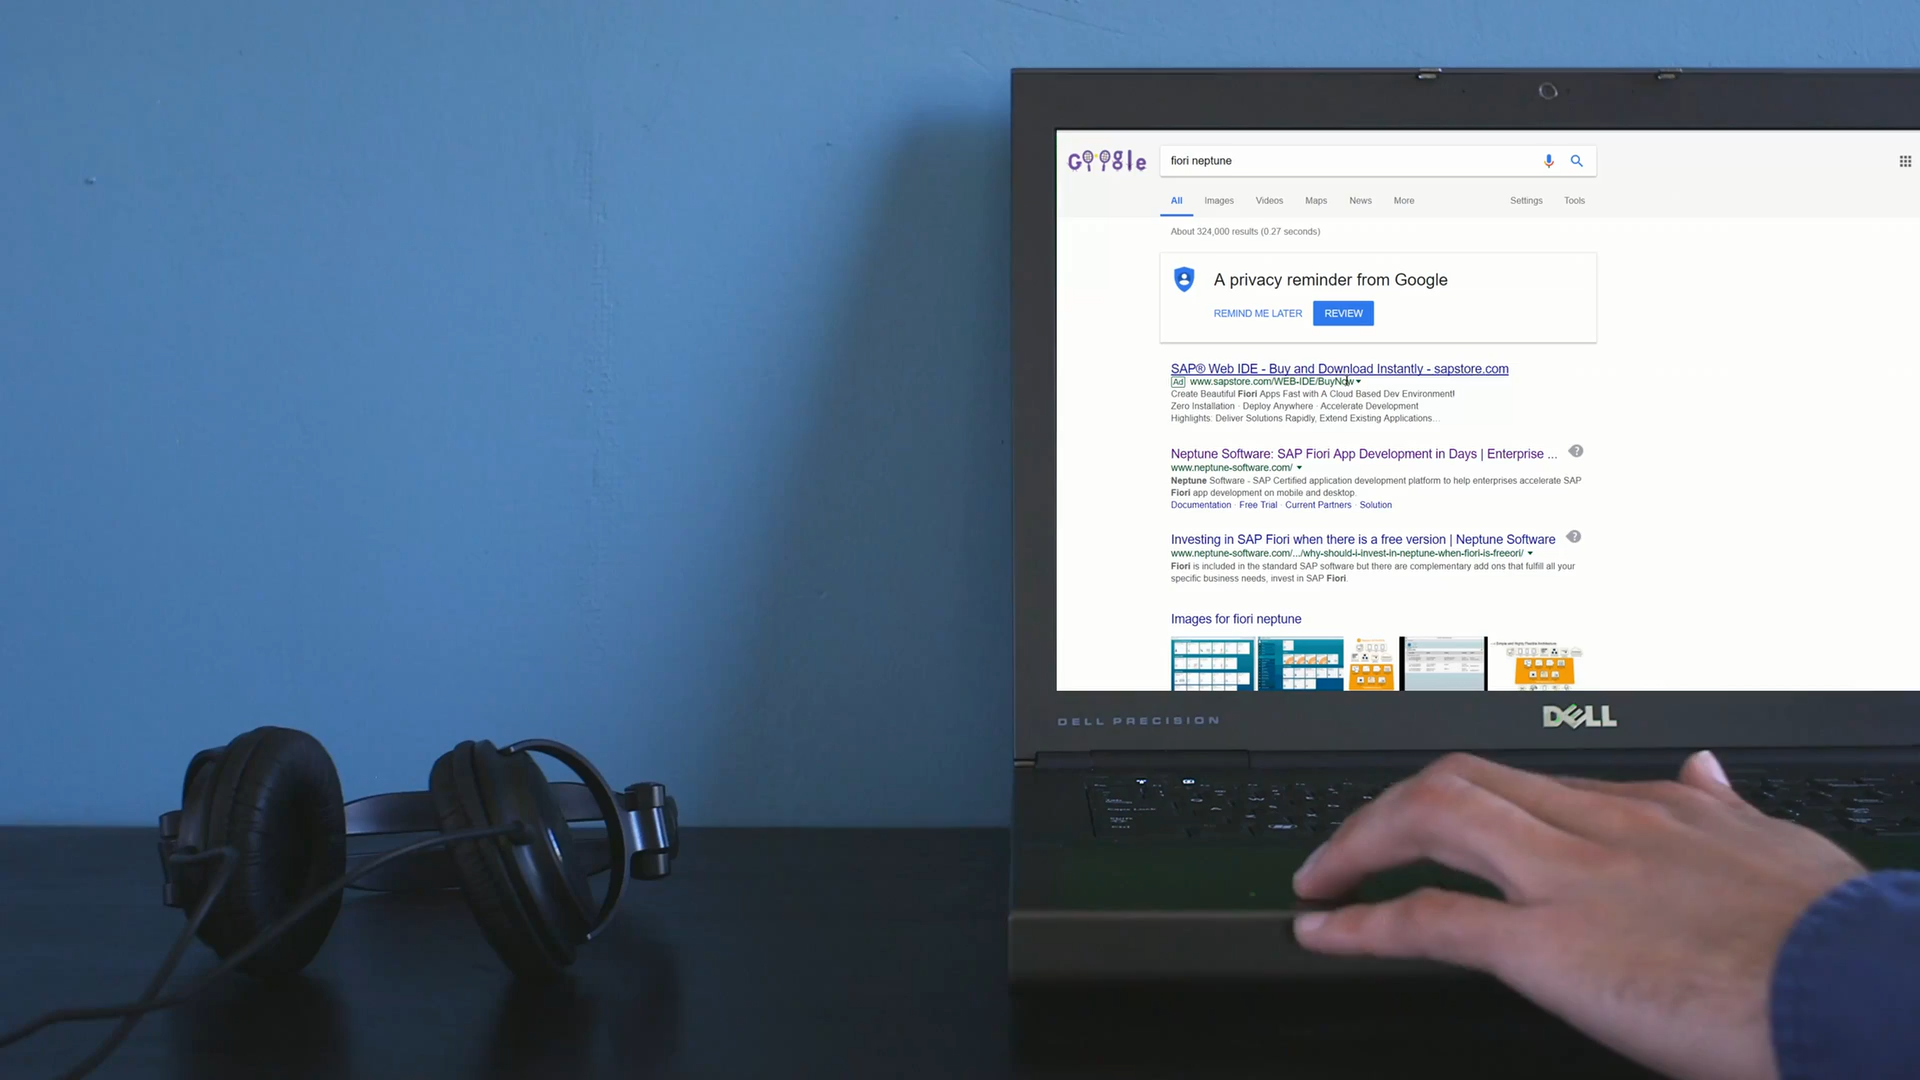 Google
fiori neptune
All Images Videos Maps News More Settings Tools
About 324,000 results (0.27 seconds)
A privacy reminder from Google
REMIND ME LATER REVIEW
SAP® Web IDE - Buy and Download Instantly - sapstore.com
Ad www.sapstore.com/WEB-IDE/BuyNow
Create Beautiful Fiori Apps Fast with A Cloud Based Dev Environment!
Zero Installation · Deploy Anywhere · Accelerate Development
Highlights: Deliver Solutions Rapidly, Extend Existing Applications...
Neptune Software: SAP Fiori App Development in Days | Enterprise ...
www.neptune-software.com/
Neptune Software - SAP Certified application development platform to help enterprises accelerate SAP
Fiori app development on mobile and desktop.
Documentation · Free Trial · Current Partners · Solution
Investing in SAP Fiori when there is a free version | Neptune Software
www.neptune-software.com/.../why-should-i-invest-in-neptune-when-fiori-is-freeori/
Fiori is included in the standard SAP software but there are complementary add ons that fulfill all your
specific business needs, invest in SAP Fiori.
Images for fiori neptune
DELL PRECISION
DELL